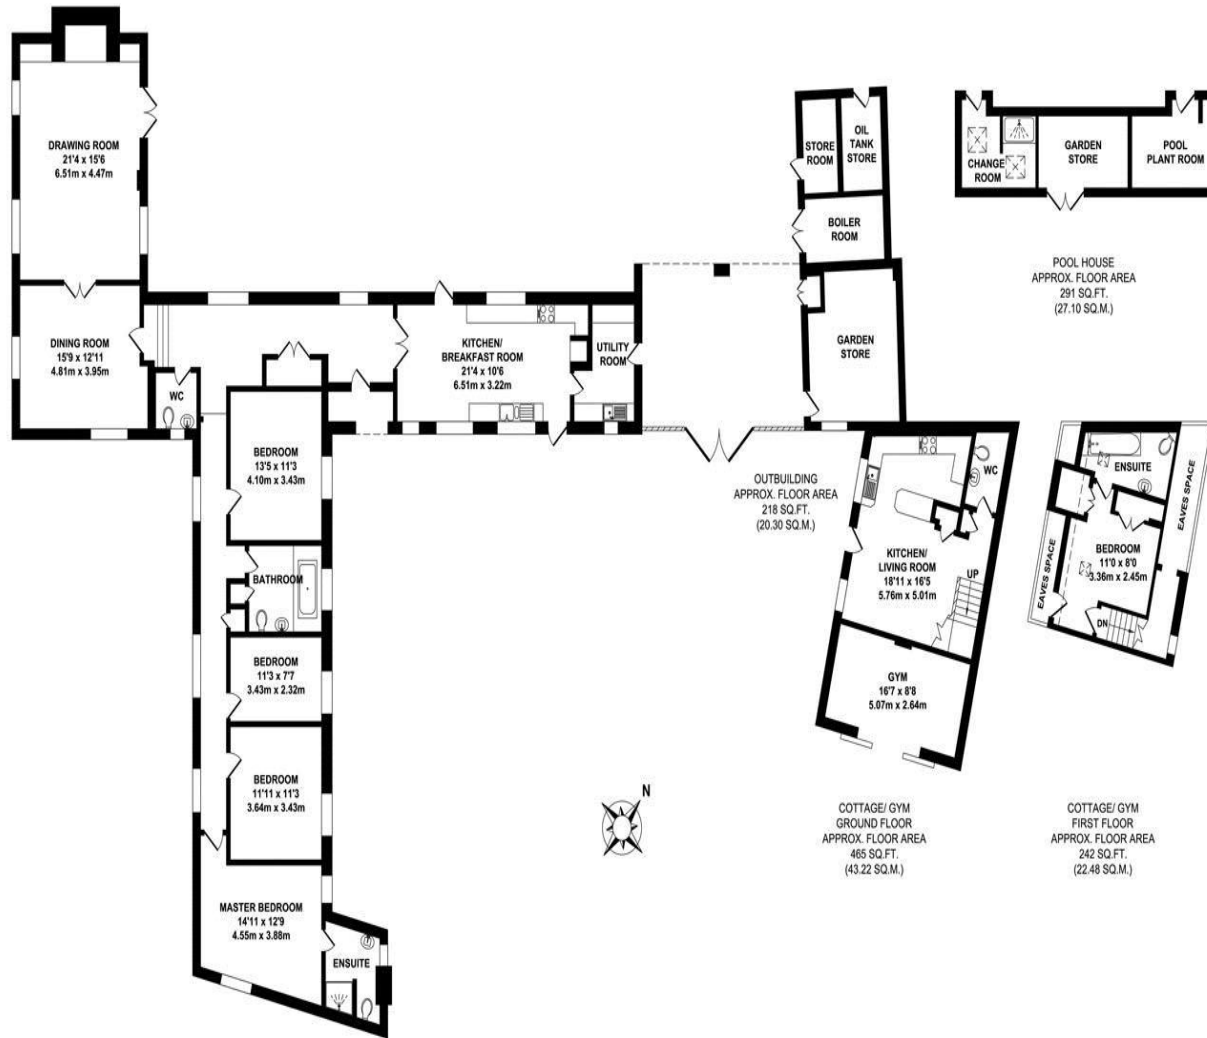 DRAWING ROOM
21'4 x 15'6
6.51m x 4.47m
DINING ROOM
15'9 x 12'11
4.81m x 3.95m
WC
KITCHEN/
BREAKFAST ROOM
21'4 x 10'6
6.51m x 3.22m
UTILITY
ROOM
BEDROOM
13'5 x 11'3
4.10m x 3.43m
BATHROOM
BEDROOM
11'3 x 7'7
3.43m x 2.32m
BEDROOM
11'11 x 11'3
3.64m x 3.43m
MASTER BEDROOM
14'11 x 12'9
4.55m x 3.88m
ENSUITE
STORE
ROOM
OIL
TANK
STORE
BOILER
ROOM
GARDEN
STORE
OUTBUILDING
APPROX. FLOOR AREA
218 SQ.FT.
(20.30 SQ.M.)
CHANGE
ROOM
GARDEN
STORE
POOL
PLANT ROOM
POOL HOUSE
APPROX. FLOOR AREA
291 SQ.FT.
(27.10 SQ.M.)
WC
KITCHEN/
LIVING ROOM
18'11 x 16'5
5.76m x 5.01m
UP
GYM
16'7 x 8'8
5.07m x 2.64m
COTTAGE/ GYM
GROUND FLOOR
APPROX. FLOOR AREA
465 SQ.FT.
(43.22 SQ.M.)
ENSUITE
EAVES SPACE
BEDROOM
11'0 x 8'0
3.36m x 2.45m
EAVES SPACE
DN
COTTAGE/ GYM
FIRST FLOOR
APPROX. FLOOR AREA
242 SQ.FT.
(22.48 SQ.M.)
N